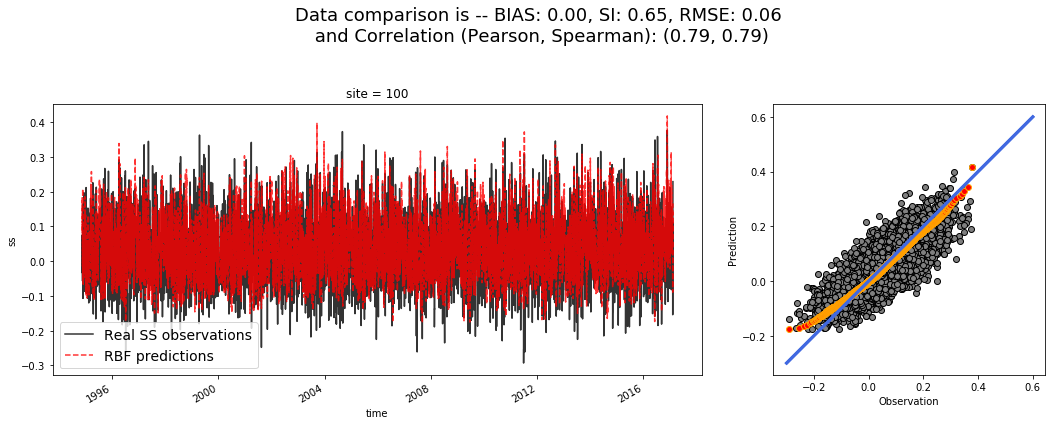 Data comparison is -- BIAS: 0.00, SI: 0.65, RMSE: 0.06
and Correlation (Pearson, Spearman): (0.79, 0.79)
site = 100
ss
0.4
0.3
0.2
0.1
0.0
−0.1
−0.2
−0.3
Real SS observations
RBF predictions
1996
2000
2004
2008
2012
2016
time
Prediction
0.6
0.4
0.2
0.0
−0.2
−0.2
0.0
0.2
0.4
0.6
Observation